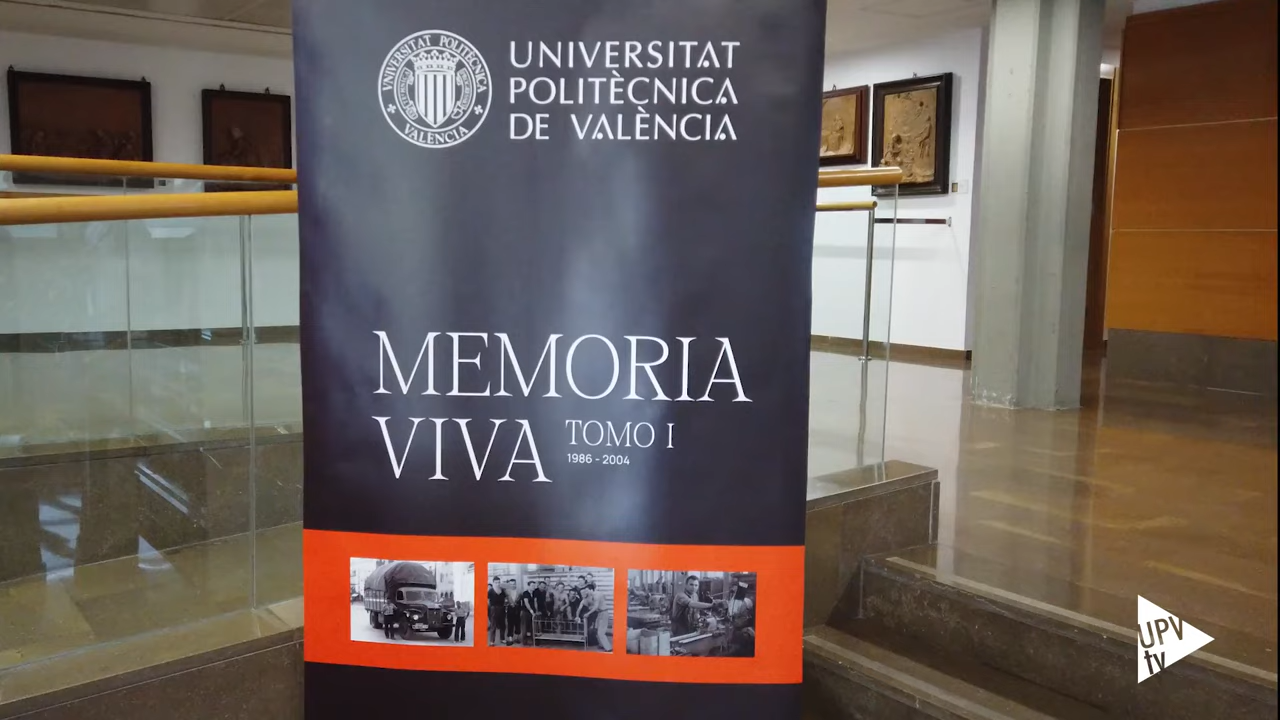 UNIVERSITAT
POLITÈCNICA
DE VALÈNCIA
UNIVERSITAT POLITÈCNICA
VALÈNCIA
MEMORIA
VIVA TOMO I
1986 - 2004
UPV
tv